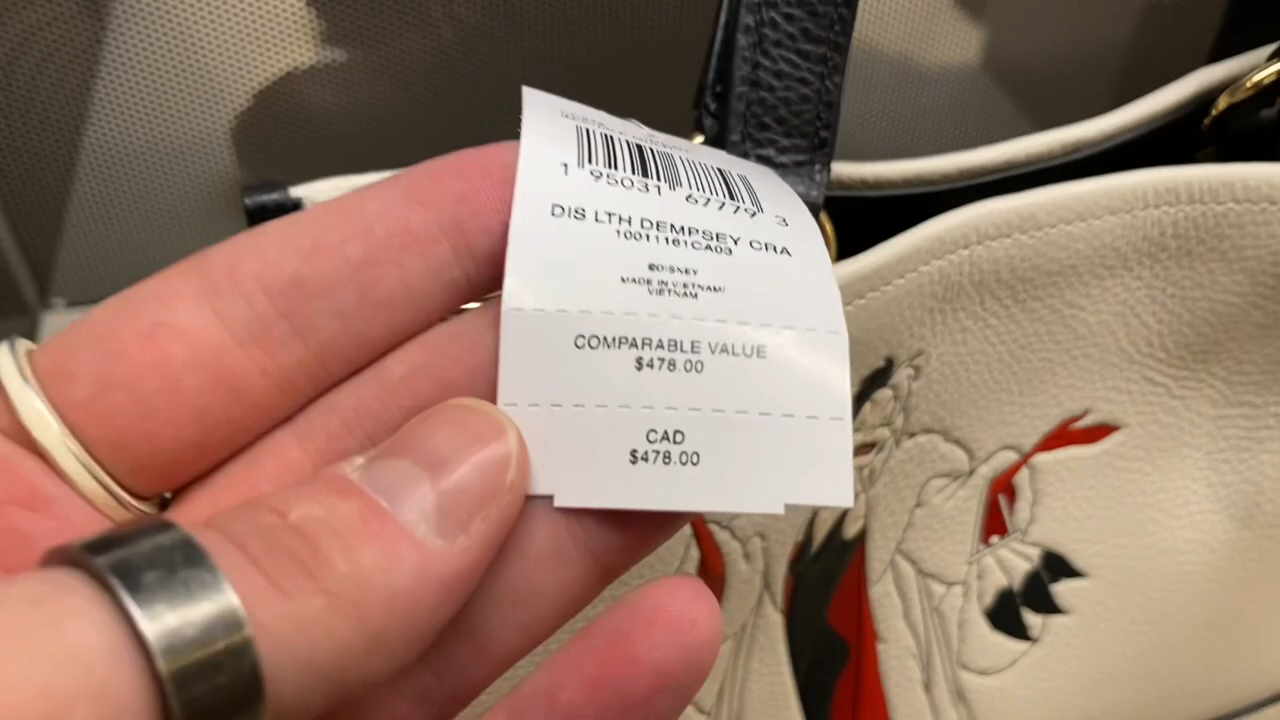 1 95031 67779 3
DIS LTH DEMPSEY CRA
10011161CA03
©DISNEY
MADE IN VIETNAM/
VIETNAM
COMPARABLE VALUE
$478.00
CAD
$478.00